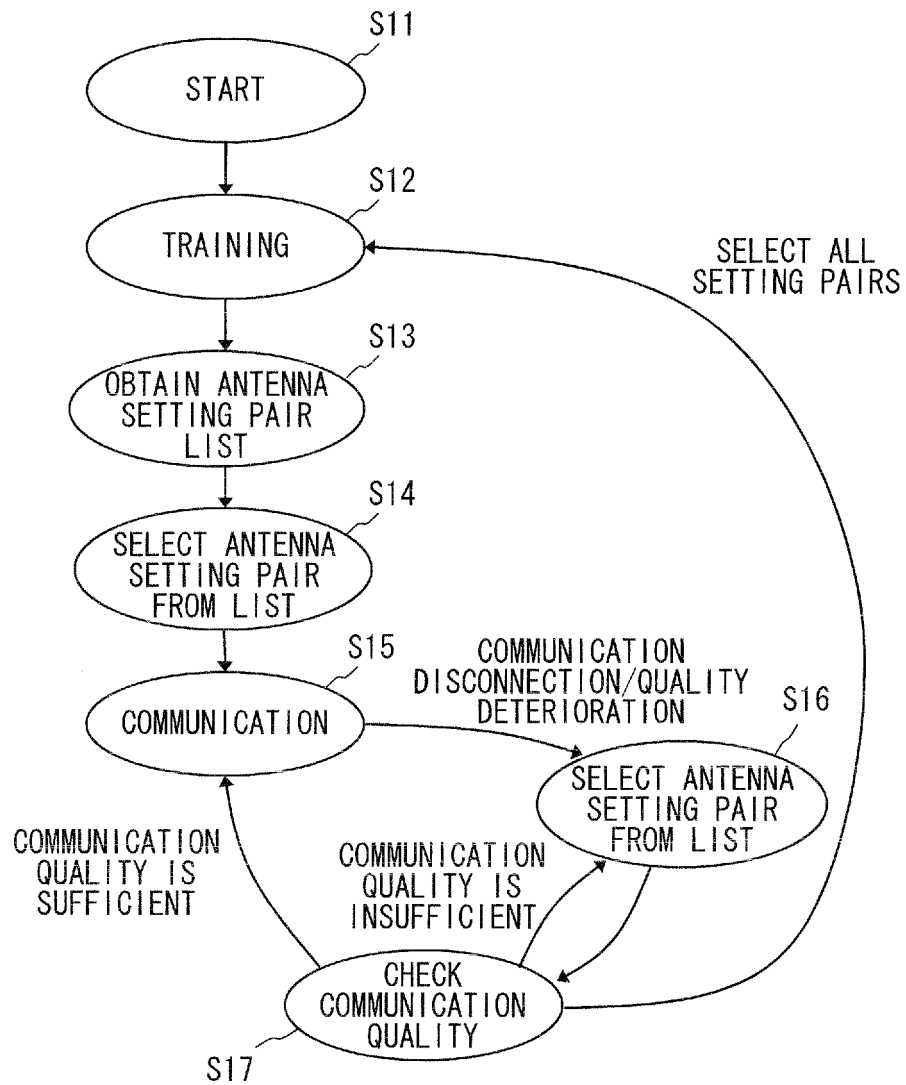 S11
START
S12
TRAINING
SELECT ALL
SETTING PAIRS
S13
OBTAIN ANTENNA
SETTING PAIR
LIST
S14
SELECT ANTENNA
SETTING PAIR
FROM LIST
S15
COMMUNICATION
COMMUNICATION
DISCONNECTION/QUALITY
DETERIORATION
S16
SELECT ANTENNA
SETTING PAIR
FROM LIST
COMMUNICATION
QUALITY IS
SUFFICIENT
COMMUNICATION
QUALITY IS
INSUFFICIENT
CHECK
COMMUNICATION
QUALITY
S17